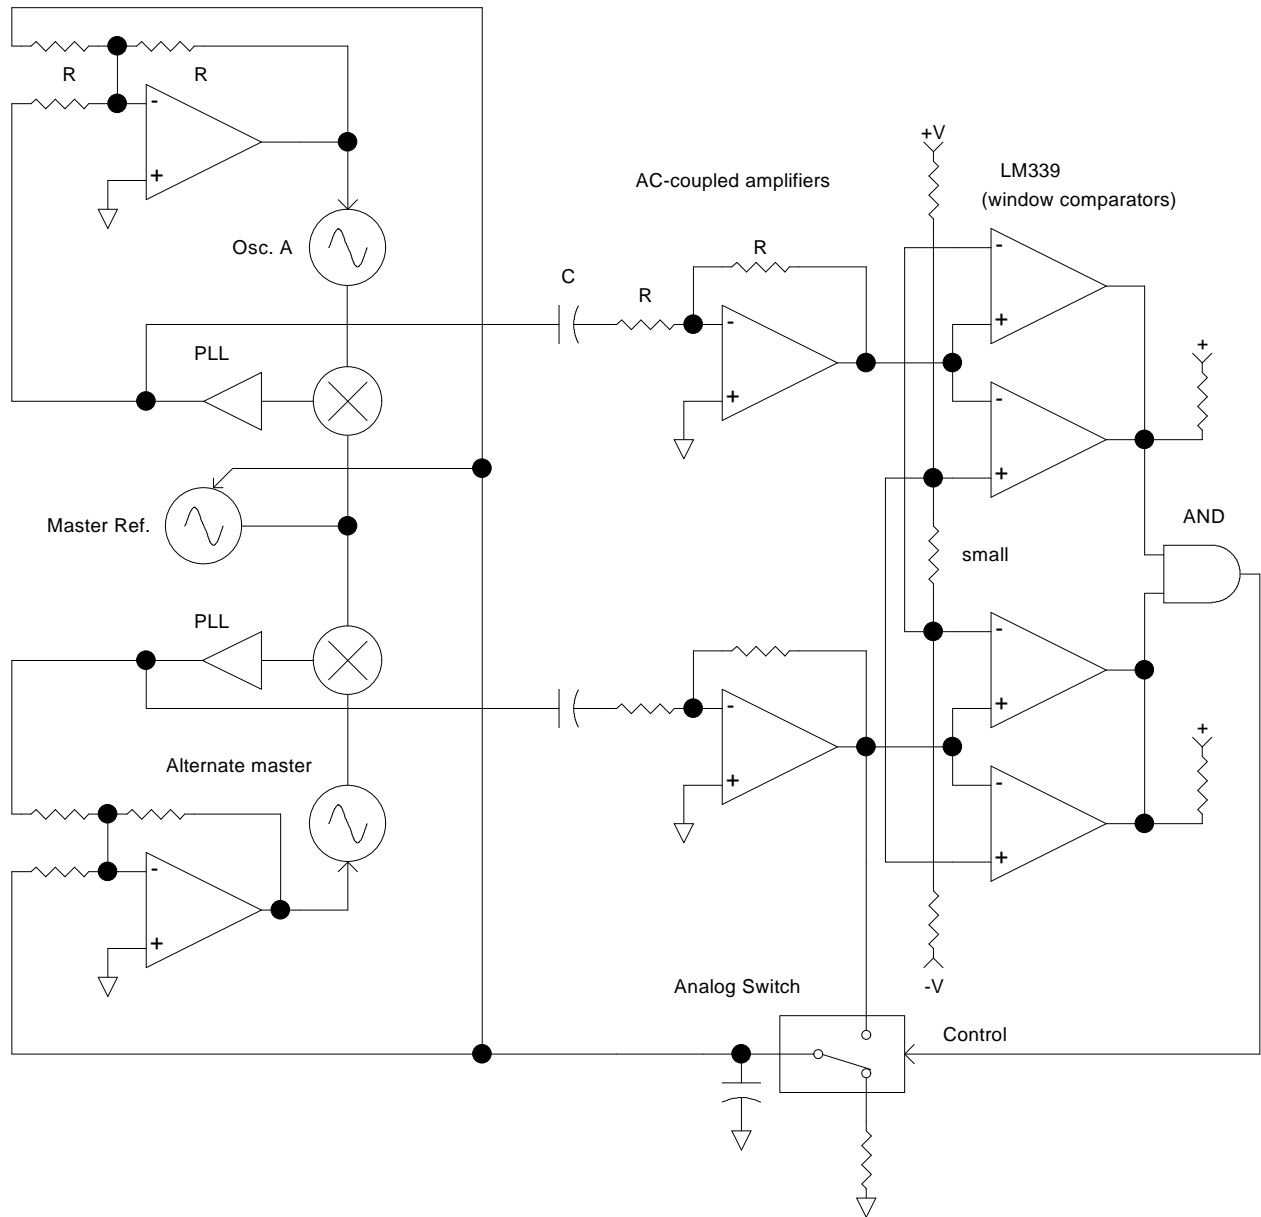 R
R
-
+
+V
LM339
(window comparators)
AC-coupled amplifiers
-
+
Osc. A
R
C
R
-
+
PLL
+
-
+
Master Ref.
AND
small
PLL
-
+
-
+
+
Alternate master
-
+
-
+
Analog Switch
-V
Control